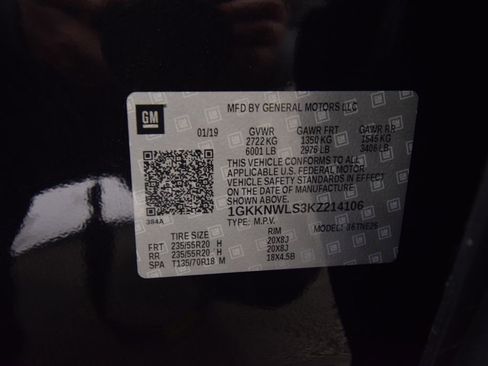 GM
MFD BY GENERAL MOTORS LLC
01/19 GVWR GAWR FRT GAWR RR
2722 KG 1350 KG 1545 KG
6001 LB 2976 LB 3406 LB
THIS VEHICLE CONFORMS TO ALL
APPLICABLE U.S. FEDERAL MOTOR
VEHICLE SAFETY STANDARDS IN EFFECT
ON THE DATE OF MANUFACTURE
SHOWN ABOVE.
1GKKNWLS3KZ214106
384A TYPE: M.P.V. MODEL:
TIRE SIZE RIM
FRT 235/55R20 H 20X8J
RR 235/55R20 H 20X8J
SPA T135/70R18 M 18X4.5B